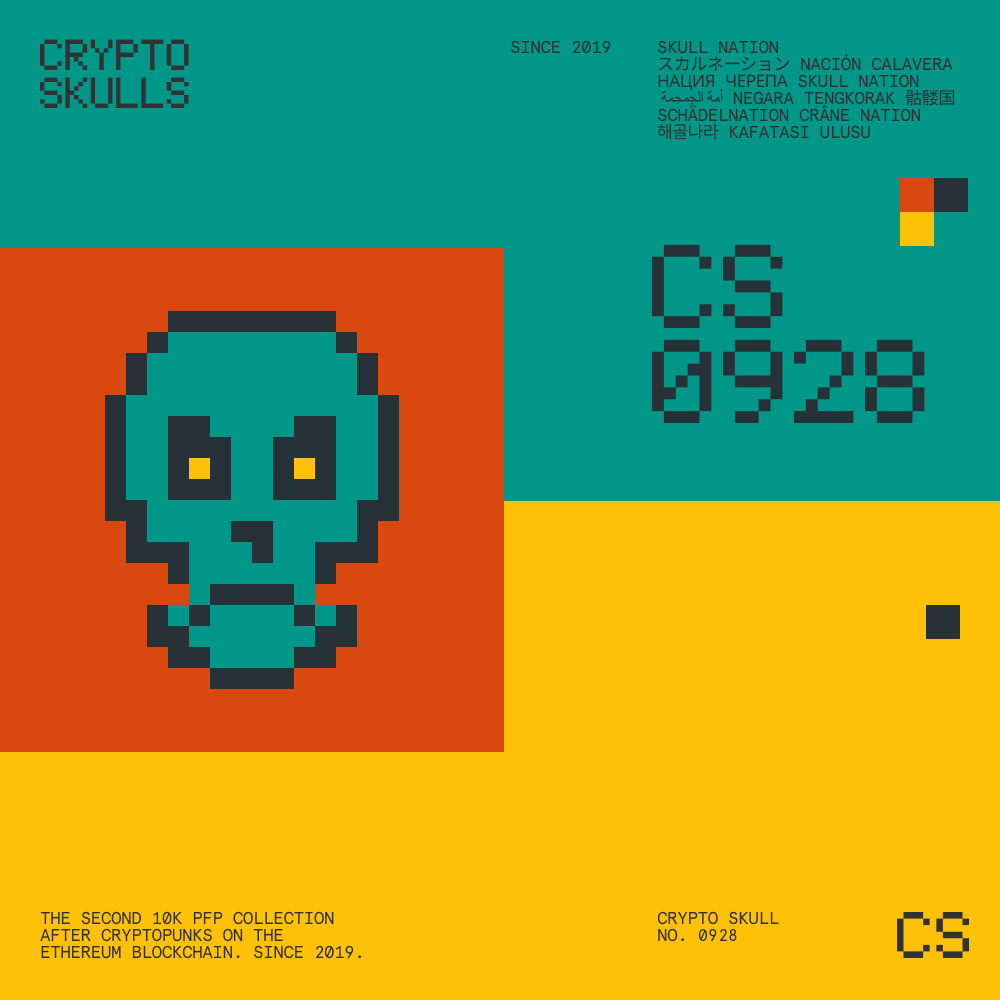 CRYPTO
SKULLS
SINCE 2019
SKULL NATION
スカルネーション NACIÓN CALAVERA
НАЦИЯ ЧЕРЕПА SKULL NATION
أمة الجمجمة NEGARA TENGKORAK 骷髅国
SCHÄDELNATION CRÂNE NATION
해골나라 KAFATASI ULUSU
CS
0928
THE SECOND 10K PFP COLLECTION
AFTER CRYPTOPUNKS ON THE
ETHEREUM BLOCKCHAIN. SINCE 2019.
CRYPTO SKULL
NO. 0928
CS